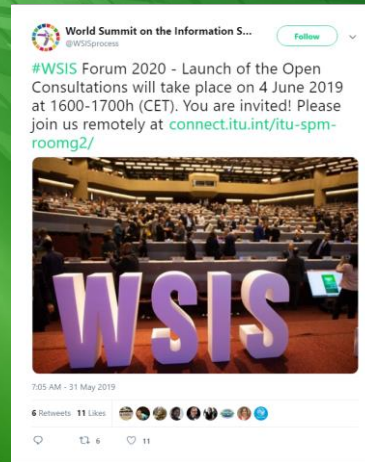 World Summit on the Information S...
@WSISprocess
Follow
#WSIS Forum 2020 - Launch of the Open
Consultations will take place on 4 June 2019
at 1600-1700h (CET). You are invited! Please
join us remotely at connect.itu.int/itu-spm-
roomg2/
WSIS
7:05 AM - 31 May 2019
6 Retweets 11 Likes
6 11